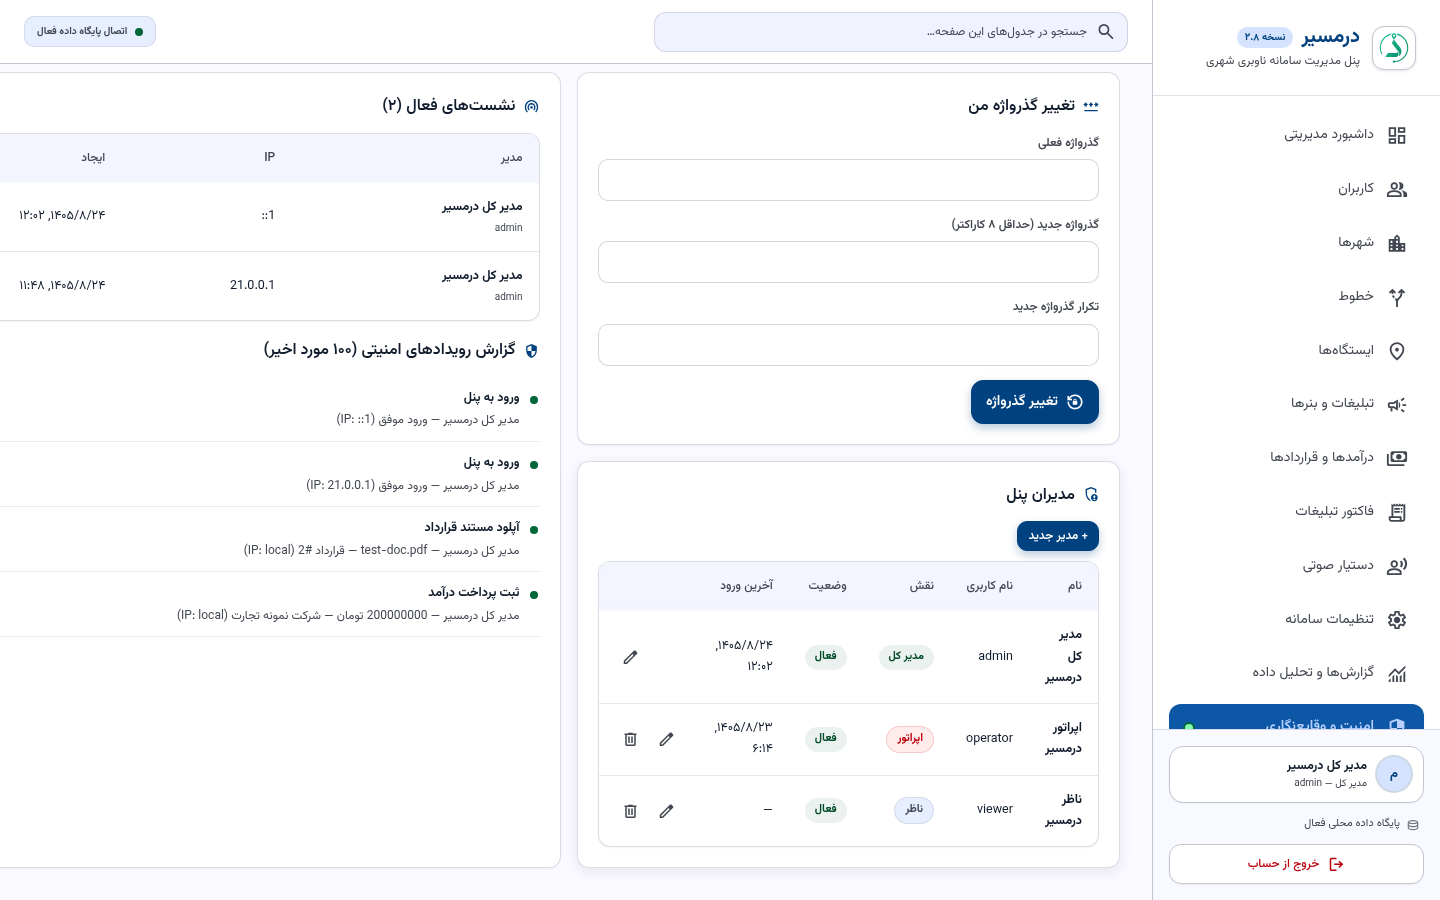 درمسیر
نسخه ۲.۸
پنل مدیریت سامانه ناوبری شهری
داشبورد مدیریتی
کاربران
شهرها
خطوط
ایستگاه‌ها
تبلیغات و بنرها
درآمدها و قراردادها
فاکتور تبلیغات
دستیار صوتی
تنظیمات سامانه
گزارش‌ها و تحلیل داده
امنیت و وقایع‌نگاری
م
مدیر کل درمسیر
مدیر کل — admin
پایگاه داده محلی فعال
خروج از حساب
جستجو در جدول‌های این صفحه...
اتصال پایگاه داده فعال
تغییر گذرواژه من
گذرواژه فعلی
گذرواژه جدید (حداقل ۸ کاراکتر)
تکرار گذرواژه جدید
تغییر گذرواژه
مدیران پنل
+ مدیر جدید
نام نام کاربری نقش وضعیت آخرین ورود
مدیر کل درمسیر admin مدیر کل فعال ۱۴۰۵/۸/۲۴, ۱۲:۰۲
اپراتور درمسیر operator اپراتور فعال ۱۴۰۵/۸/۲۳, ۶:۱۴
ناظر درمسیر viewer ناظر فعال —
نشست‌های فعال (۲)
مدیر IP ایجاد
مدیر کل درمسیر ::1 ۱۴۰۵/۸/۲۴, ۱۲:۰۲
admin
مدیر کل درمسیر 21.0.0.1 ۱۴۰۵/۸/۲۴, ۱۱:۴۸
admin
گزارش رویدادهای امنیتی (۱۰۰ مورد اخیر)
ورود به پنل
مدیر کل درمسیر — ورود موفق (IP: ::1)
ورود به پنل
مدیر کل درمسیر — ورود موفق (IP: 21.0.0.1)
آپلود مستند قرارداد
مدیر کل درمسیر — test-doc.pdf — قرارداد #2 (IP: local)
ثبت پرداخت درآمد
مدیر کل درمسیر — 200000000 تومان — شرکت نمونه تجارت (IP: local)